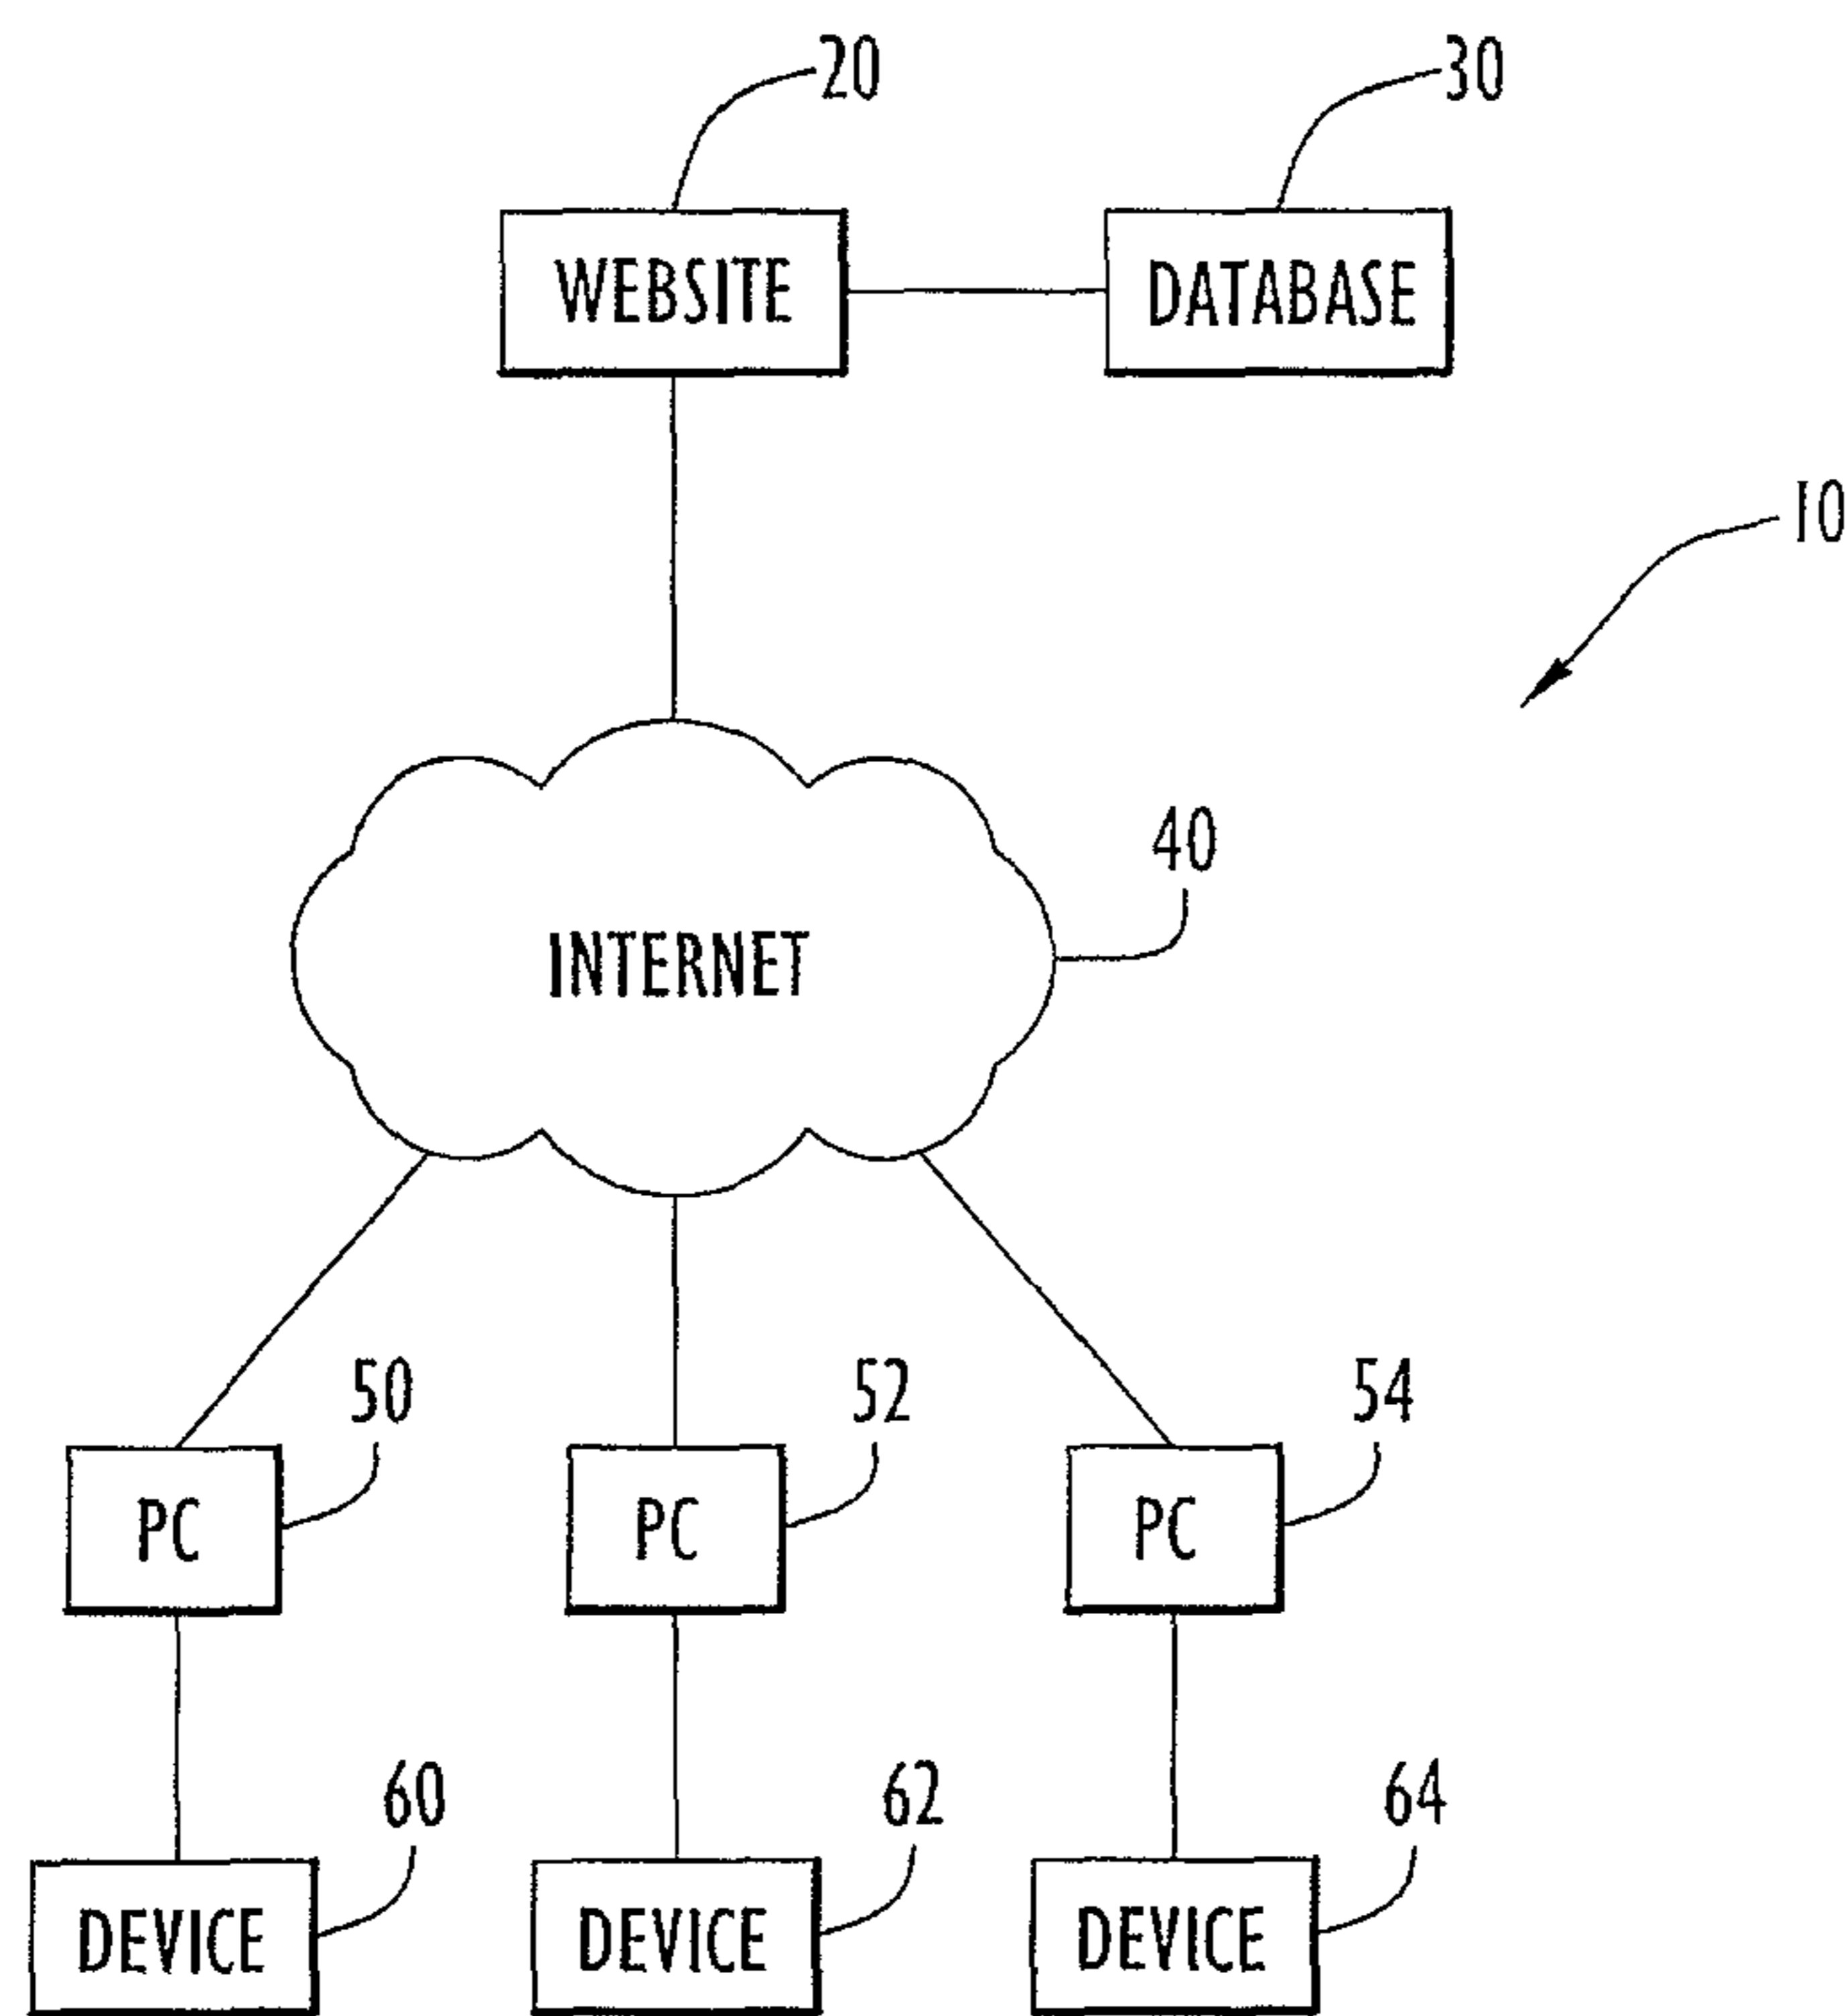 20
30
WEBSITE
DATABASE
10
40
INTERNET
50
52
54
PC
PC
PC
60
62
64
DEVICE
DEVICE
DEVICE